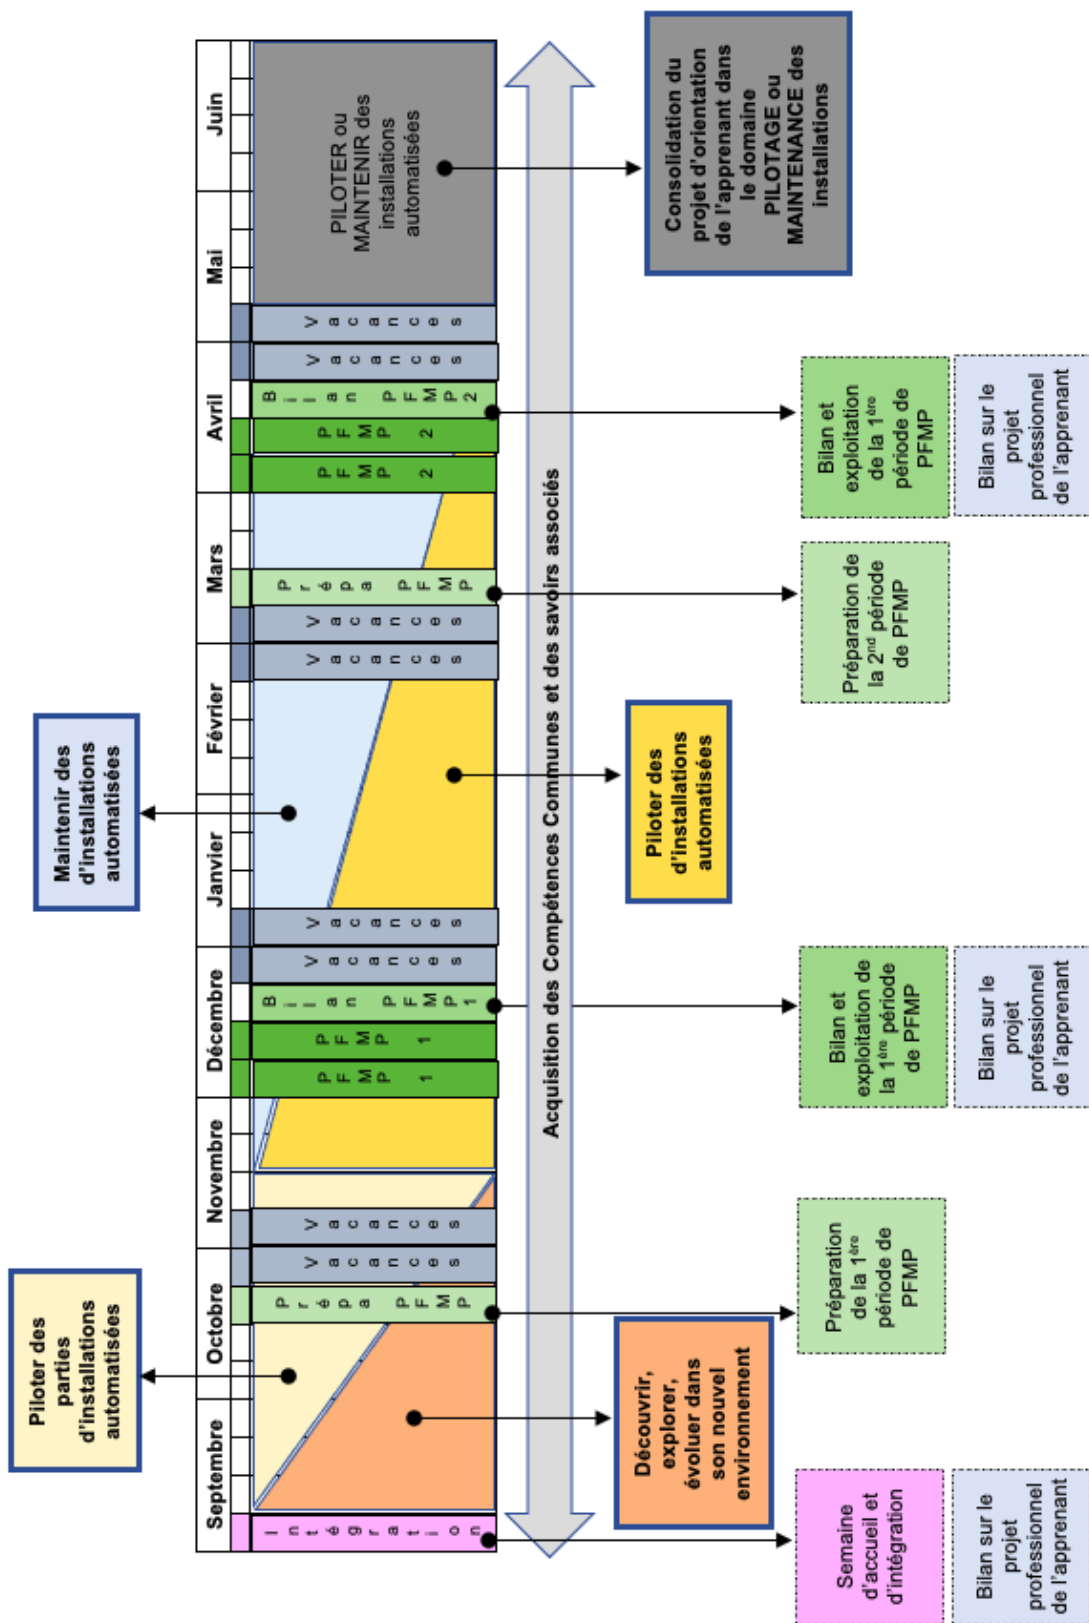 Piloter des
parties
d'installations
automatisées
Maintenir des
d'installations
automatisées
Septembre
Octobre
Novembre
Décembre
Janvier
Février
Mars
Avril
Mai
Juin
Intégration
Prépa PFMP
Vacances
Vacances
PFMP 1
PFMP 1
Bilan PFMP1
Vacances
Vacances
Vacances
Vacances
Prépa PFMP
PFMP 2
PFMP 2
Bilan PFMP2
Vacances
Vacances
PILOTER ou
MAINTENIR des
installations
automatisées
Acquisition des Compétences Communes et des savoirs associés
Découvrir,
explorer,
évoluer dans
son nouvel
environnement
Piloter des
d'installations
automatisées
Consolidation du
projet d'orientation
de l'apprenant dans
le domaine
PILOTAGE ou
MAINTENANCE des
installations
Semaine
d'accueil et
d'intégration
Préparation
de la 1ère
période de
PFMP
Bilan et
exploitation de
la 1ère période
de PFMP
Préparation de
la 2nd période
de PFMP
Bilan et
exploitation
de la 1ère
période de
PFMP
Bilan sur le
projet
professionnel
de l'apprenant
Bilan sur le
projet
professionnel
de l'apprenant
Bilan sur le
projet
professionnel
de l'apprenant